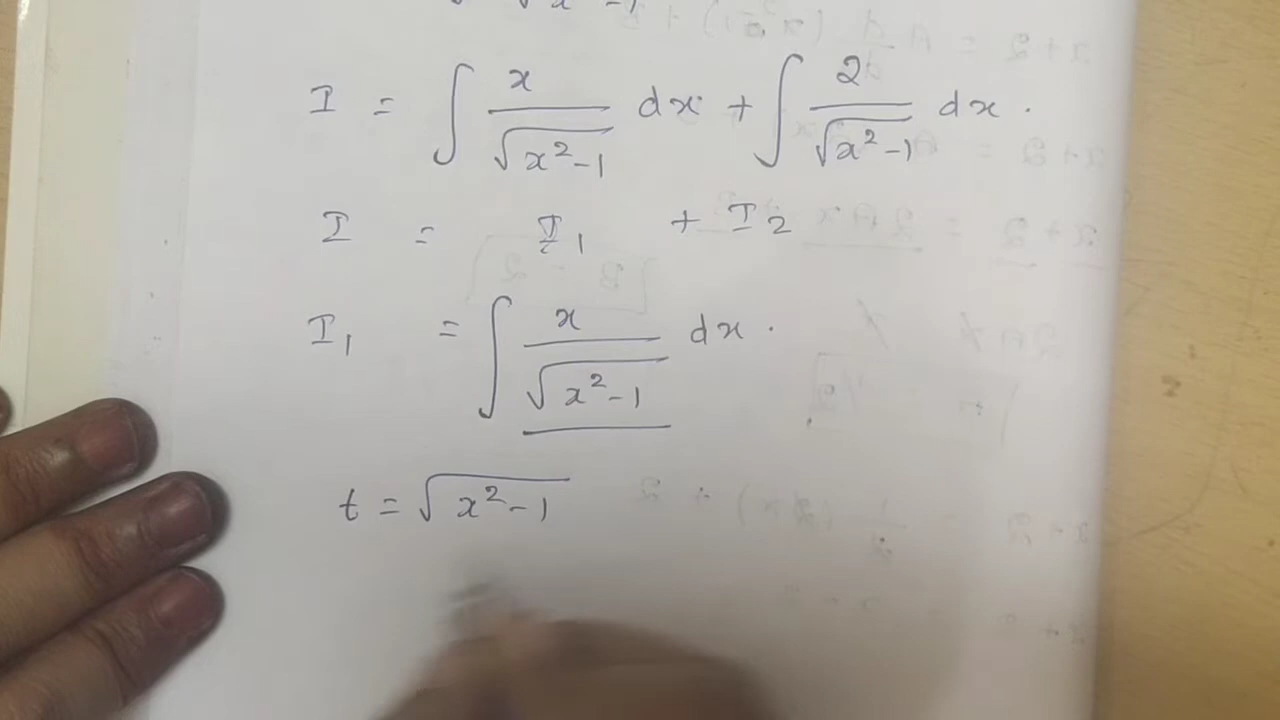 I = ∫ x/√(x²-1) dx + ∫ 2/√(x²-1) dx .
I = I₁ + I₂
I₁ = ∫ x/√(x²-1) dx .
t = √(x²-1)